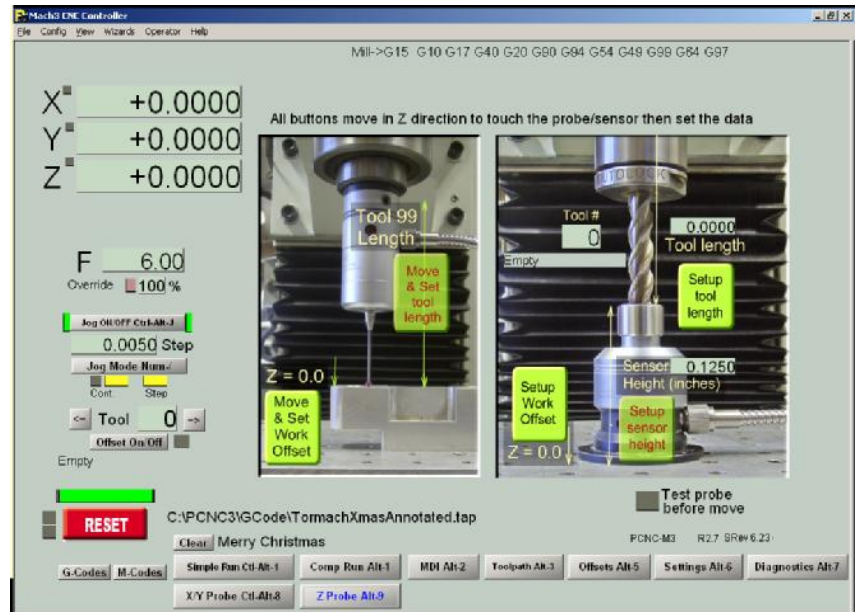 Mach3 CNC Controller
File Config View Wizards Operator Help
Mill->G15 G10 G17 G40 G20 G90 G94 G54 G49 G99 G64 G97
X +0.0000
Y +0.0000
Z +0.0000
All buttons move in Z direction to touch the probe/sensor then set the data
Tool 99
Length
Move
& Set
tool
length
Z = 0.0
Move
& Set
Work
Offset
AUTOLOCK
Tool #
0
Empty
0.0000
Tool length
Setup
tool
length
Sensor 0.1250
Height (inches)
Setup
Work
Offset
Setup
sensor
height
Z = 0.0
F 6.00
Override 100 %
Jog ON/OFF Ctrl-Alt-J
0.0050 Step
Jog Mode Num-/
Cont. Step
<- Tool 0 ->
Offset On/Off
Empty
Test probe
before move
RESET
C:\PCNC3\GCode\TormachXmasAnnotated.tap
Clear Merry Christmas
PCNC-M3 R2.7 SRev 6.23
G-Codes M-Codes
Simple Run Ctl-Alt-1 Comp Run Alt-1 MDI Alt-2 Toolpath Alt-3 Offsets Alt-5 Settings Alt-6 Diagnostics Alt-7
X/Y Probe Ctl-Alt-8 Z Probe Alt-9